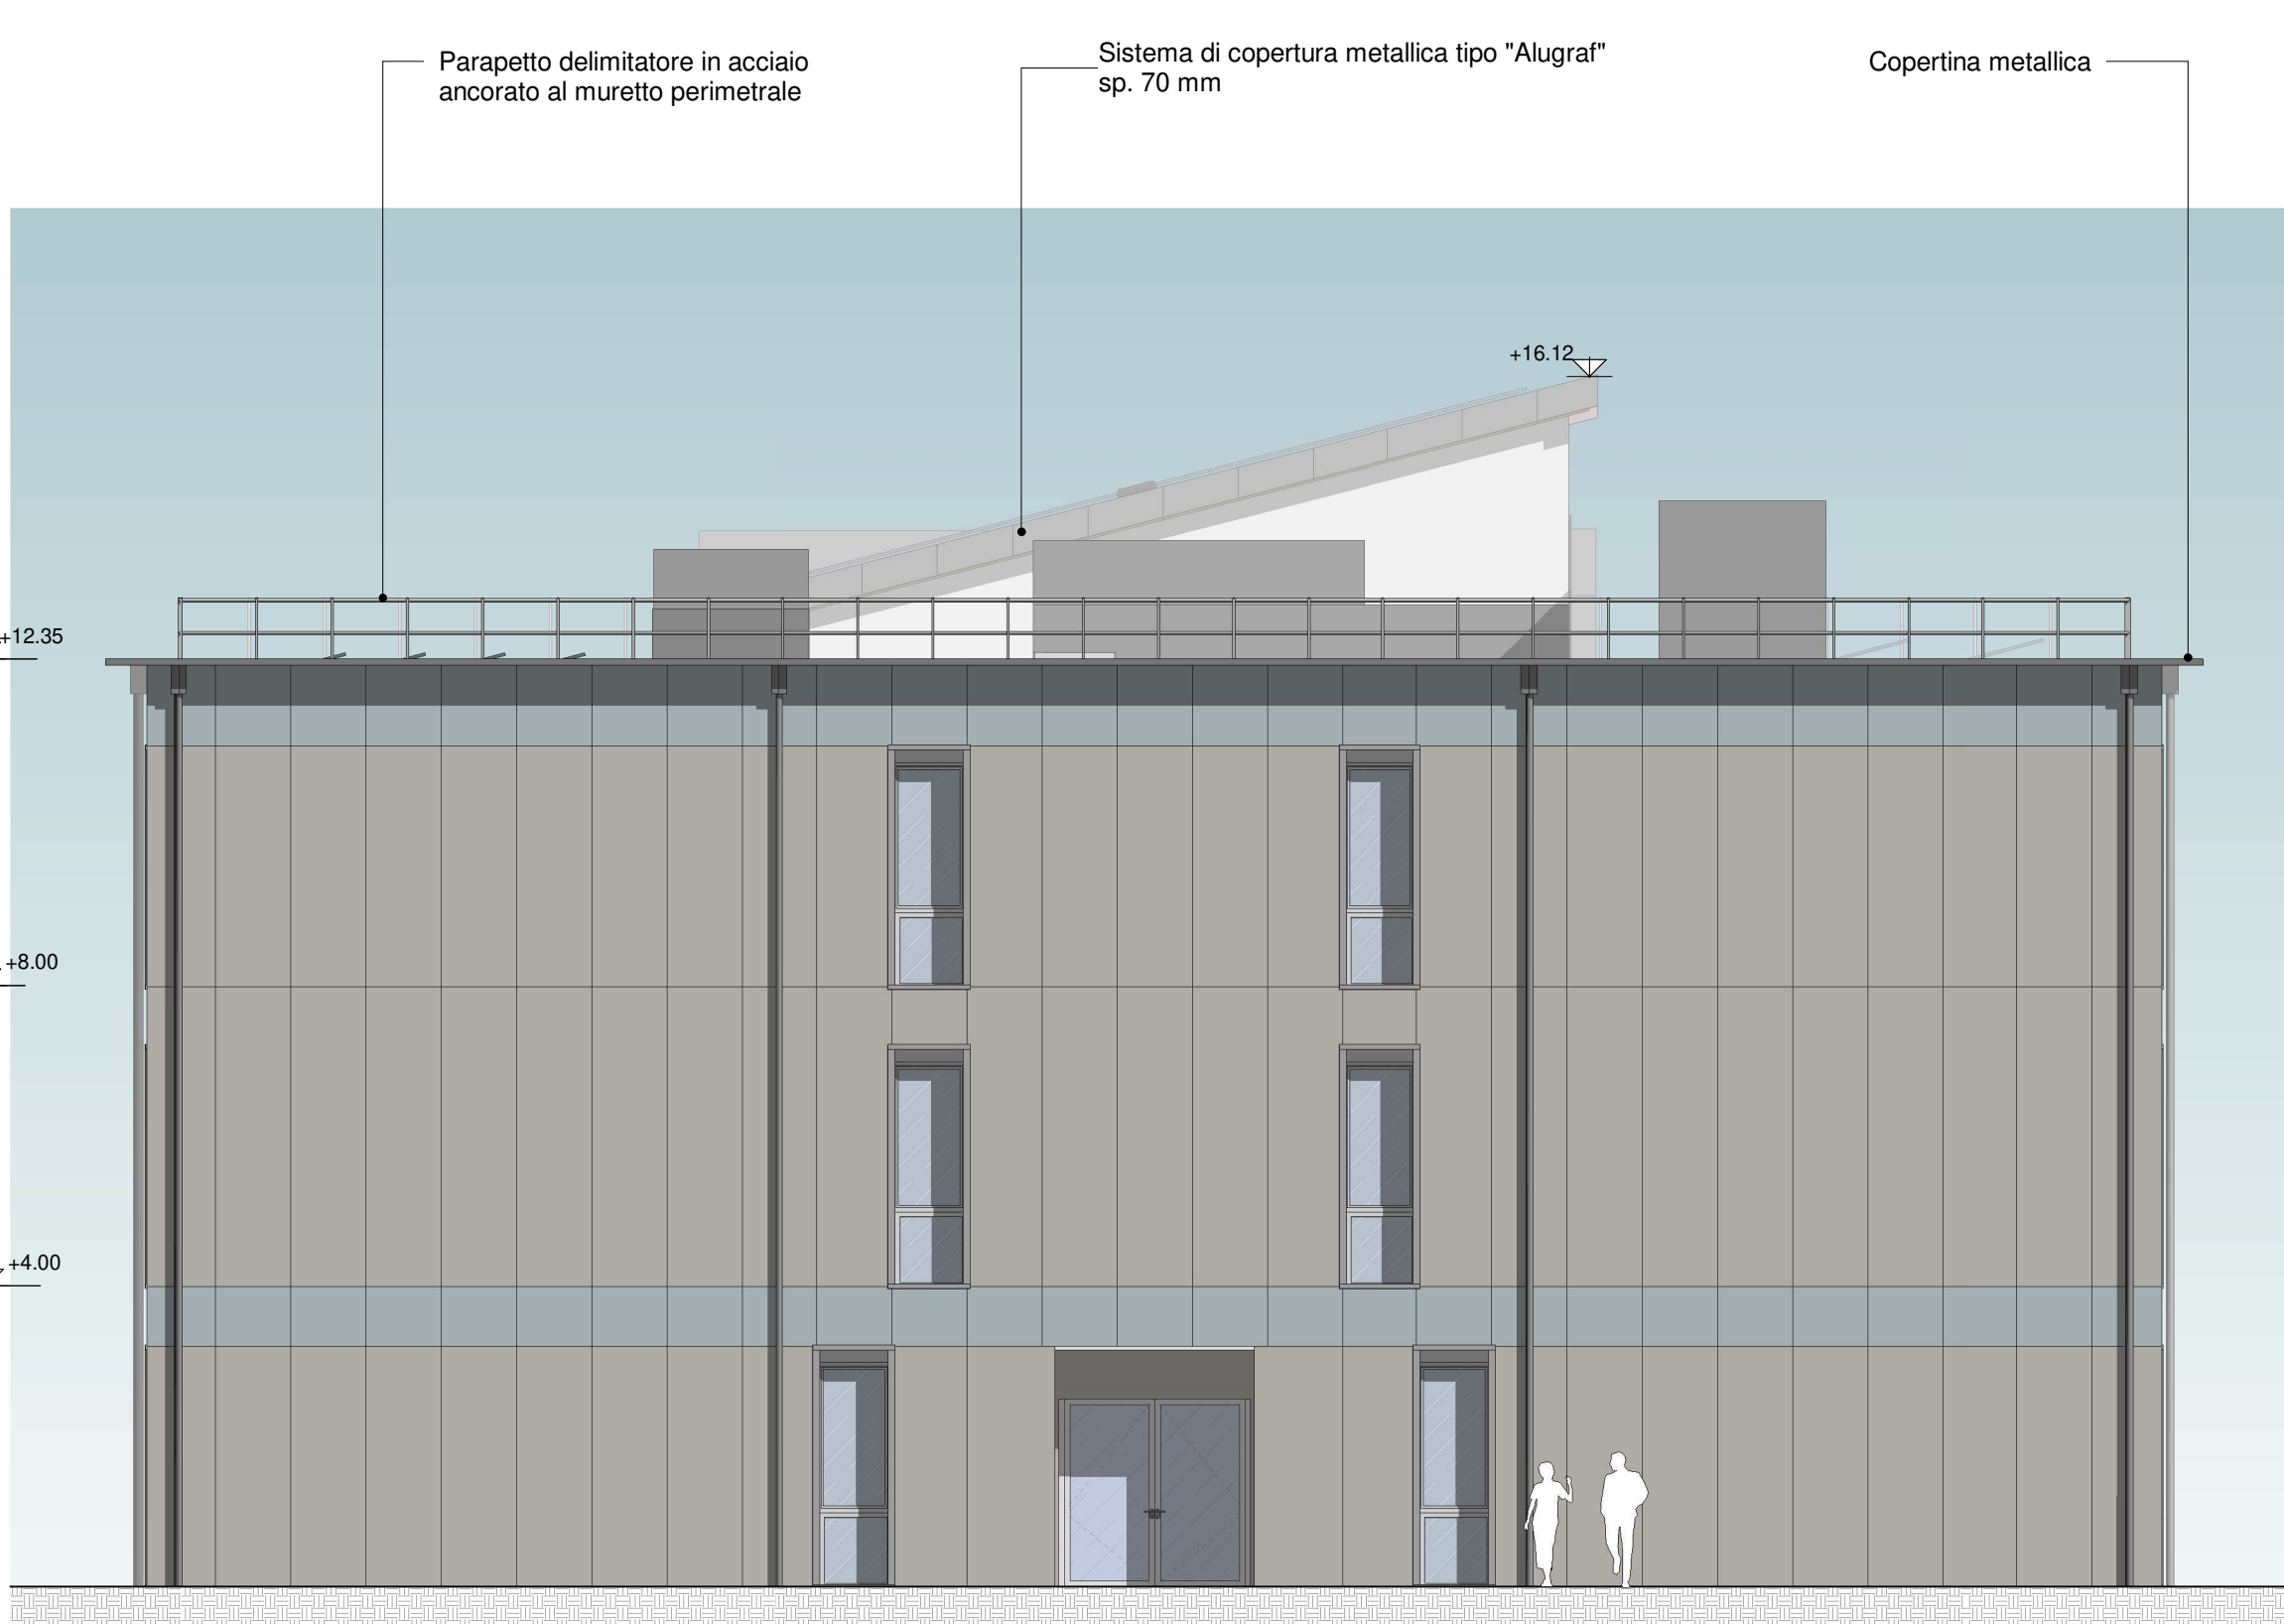 Parapetto delimitatore in acciaio
ancorato al muretto perimetrale
Sistema di copertura metallica tipo "Alugraf"
sp. 70 mm
Copertina metallica
+16.12
+12.35
+8.00
+4.00